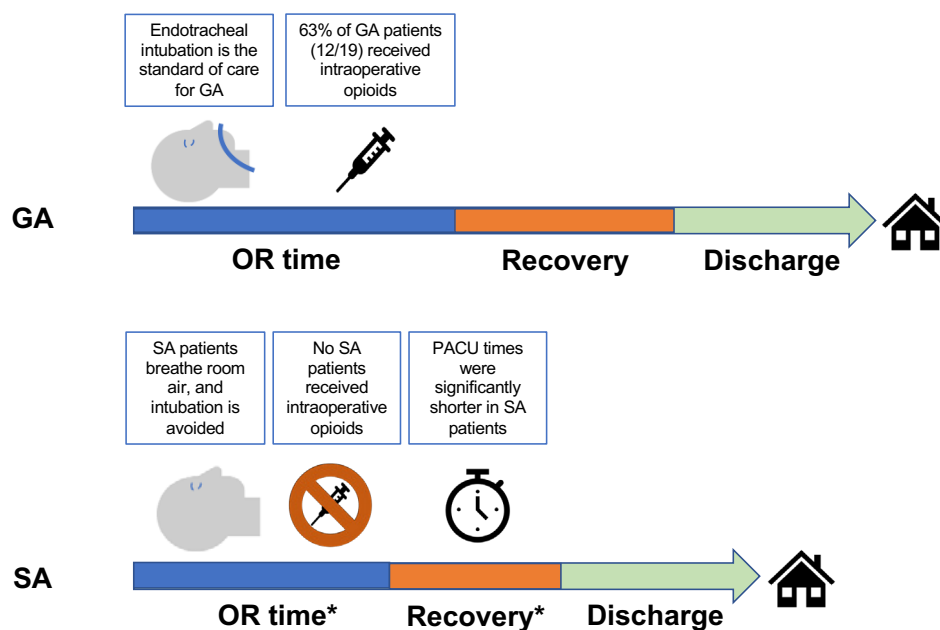 Endotracheal
intubation is the
standard of care
for GA
63% of GA patients
(12/19) received
intraoperative
opioids
GA
OR time
Recovery
Discharge
SA patients
breathe room
air, and
intubation is
avoided
No SA
patients
received
intraoperative
opioids
PACU times
were
significantly
shorter in SA
patients
SA
OR time*
Recovery*
Discharge